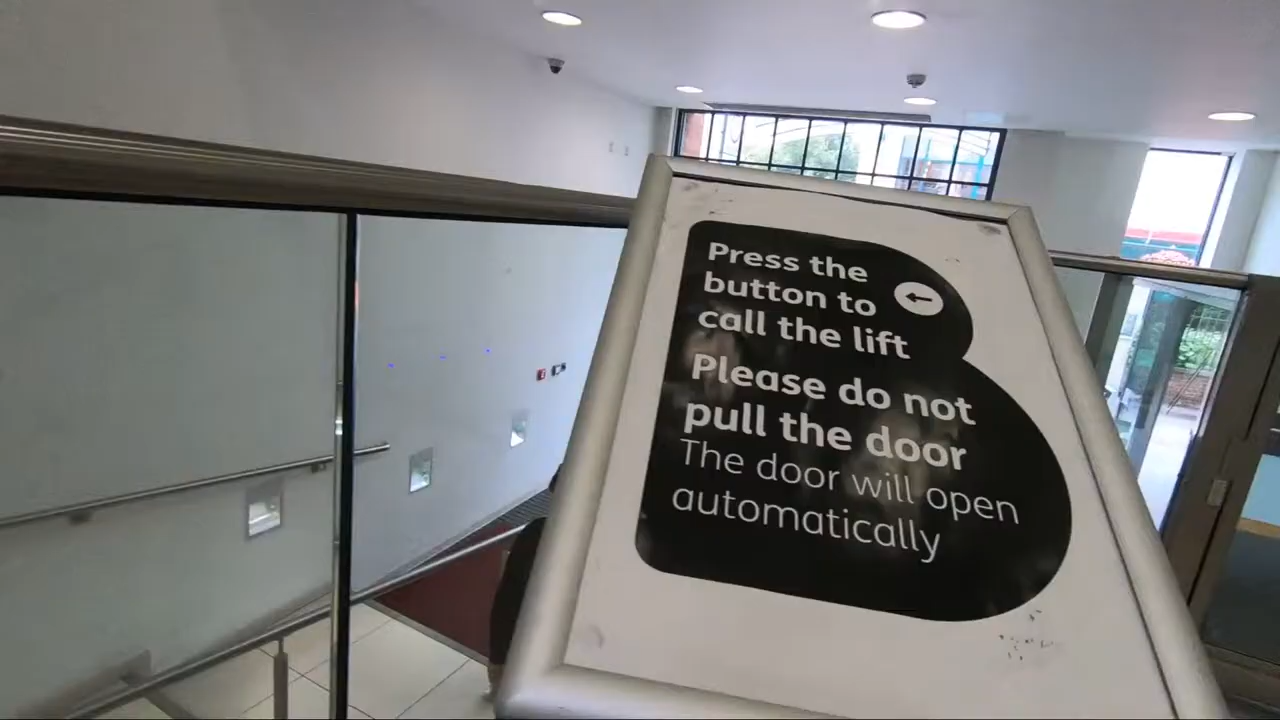 Press the
button to
call the lift
Please do not
pull the door
The door will open
automatically